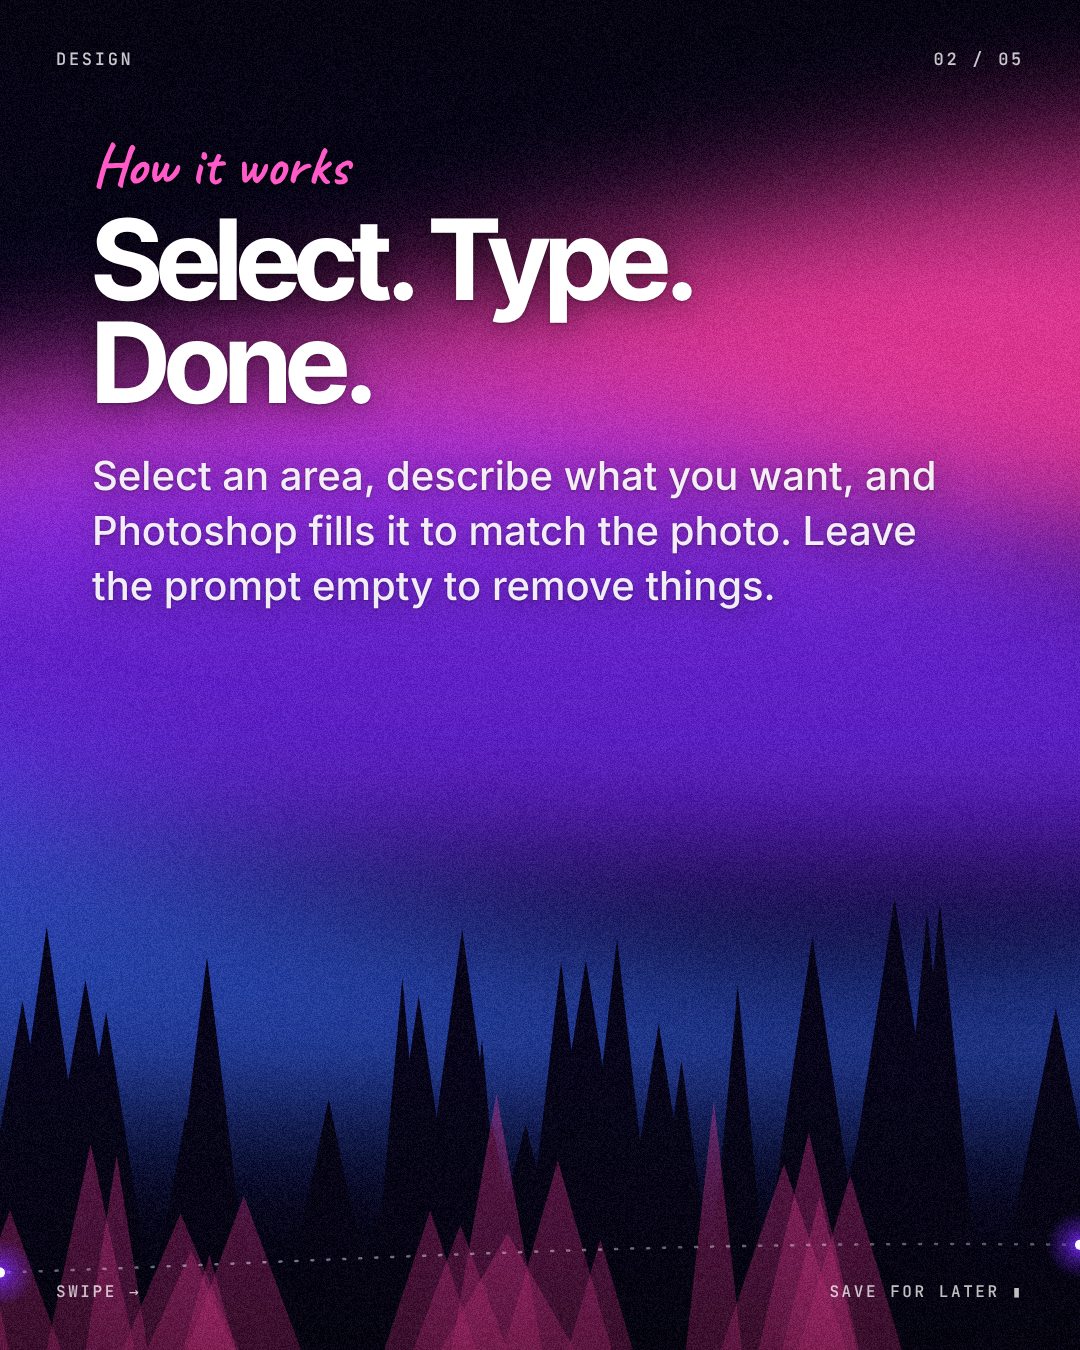 DESIGN
02 / 05
How it works
Select. Type.
Done.
Select an area, describe what you want, and
Photoshop fills it to match the photo. Leave
the prompt empty to remove things.
SWIPE →
SAVE FOR LATER ▮